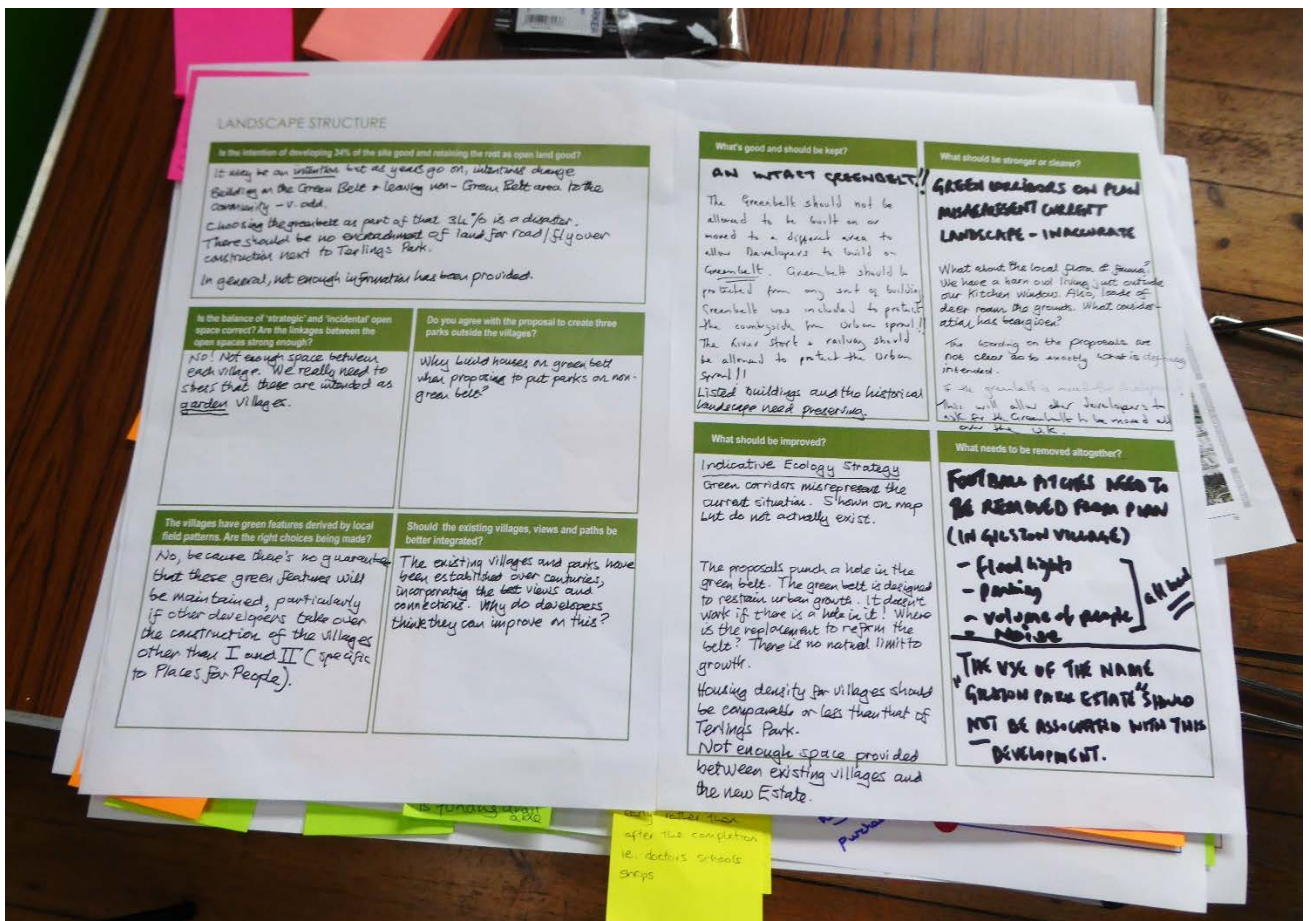 MARKER
LANDSCAPE STRUCTURE
Is the intention of developing 34% of the site good and retaining the rest as open land good?
It may be an intention but as years go on, intentions change
Building on the Green Belt & leaving non-Green Belt area to the
community - v. odd.
Choosing the greenbelt as part of that 34% is a disaster.
There should be no encroachment of land for road/flyover
construction next to Terlings Park.
In general, not enough information has been provided.
Is the balance of 'strategic' and 'incidental' open
space correct? Are the linkages between the
open spaces strong enough?
No! Not enough space between
each village. We really need to
stress that these are intended as
garden villages.
Do you agree with the proposal to create three
parks outside the villages?
Why build houses on greenbelt
when proposing to put parks on non-
green belt?
The villages have green features derived by local
field patterns. Are the right choices being made?
No, because there's no guarantee
that these green features will
be maintained, particularly
if other developers take over
the construction of the villages
other than I and II (specific
to Places for People).
Should the existing villages, views and paths be
better integrated?
The existing villages and parks have
been established over centuries,
incorporating the best views and
connections. Why do developers
think they can improve on this?
What's good and should be kept?
AN INTACT GREENBELT!!
The Greenbelt should not be
allowed to be built on or
moved to a different area to
allow Developers to build on
Greenbelt. Greenbelt should be
protected from any sort of building
Greenbelt was included to protect
the countryside from Urban sprawl!!
The River Stort & railway should
be allowed to protect the Urban
Sprawl!!
Listed buildings and the historical
landscape need preserving.
What should be stronger or clearer?
GREEN CORRIDORS ON PLAN
MISREPRESENT CURRENT
LANDSCAPE - INACCURATE
What about the local flora & fauna?
We have a barn owl living just outside
our kitchen window. Also, loads of
deer roam the grounds. What consider-
ation has been given?
The wording on the proposals are
not clear as to exactly what is
intended.
If the greenbelt is moved for
This will allow other developers to
ask for the Greenbelt to be moved all
over the U.K.
What should be improved?
Indicative Ecology Strategy
Green corridors misrepresent the
current situation. Shown on map
but do not actually exist.
The proposals punch a hole in the
green belt. The green belt is designed
to restrain urban growth. It doesn't
work if there is a hole in it! Where
is the replacement to reform the
belt? There is no natural limit to
growth.
Housing density for villages should
be comparable or less than that of
Terlings Park.
Not enough space provided
between existing villages and
the new Estate.
What needs to be removed altogether?
FOOTBALL PITCHES NEED TO
BE REMOVED FROM PLAN
(IN GILSTON VILLAGE)
- flood lights
- parking
- volume of people
- NOISE
all bad
THE USE OF THE NAME
"GILSTON PARK ESTATE" SHOULD
NOT BE ASSOCIATED WITH THIS
DEVELOPMENT.
is funding
able
rather than
after the completion
ie. doctors schools
shops